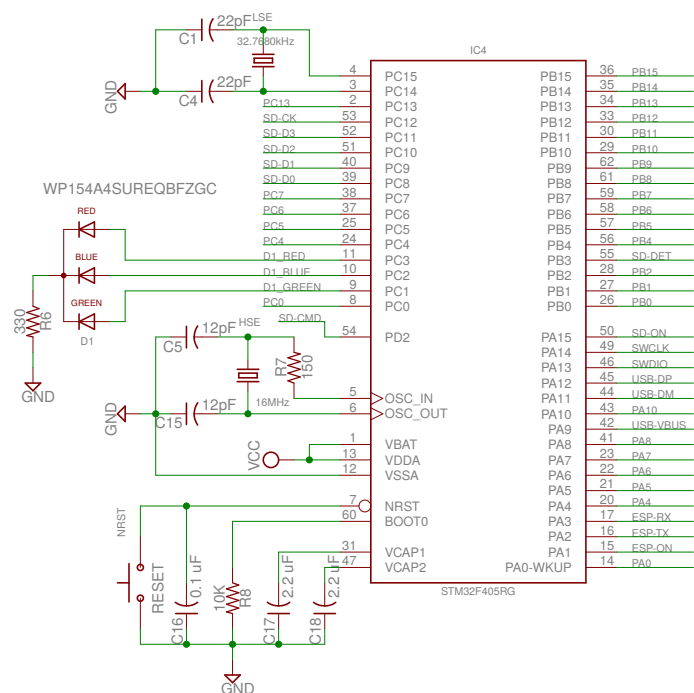 22pF LSE
C1
32.7680kHz
IC4
GND
C4 22pF
4 PC15 PB15 36 PB15
3 PC14 PB14 35 PB14
PC13 2 PC13 PB13 34 PB13
SD-CK 53 PC12 PB12 33 PB12
SD-D3 52 PC11 PB11 30 PB11
SD-D2 51 PC10 PB10 29 PB10
SD-D1 40 PC9 PB9 62 PB9
SD-D0 39 PC8 PB8 61 PB8
PC7 38 PC7 PB7 59 PB7
PC6 37 PC6 PB6 58 PB6
PC5 25 PC5 PB5 57 PB5
PC4 24 PC4 PB4 56 PB4
D1_RED 11 PC3 PB3 55 SD-DET
D1_BLUE 10 PC2 PB2 28 PB2
D1_GREEN 9 PC1 PB1 27 PB1
PC0 8 PC0 PB0 26 PB0
WP154A4SUREQBFZGC
RED
BLUE
GREEN
D1
330
R6
GND
SD-CMD 54 PD2
PA15 50 SD-ON
PA14 49 SWCLK
PA13 46 SWDIO
PA12 45 USB-DP
5 OSC_IN PA11 44 USB-DM
6 OSC_OUT PA10 43 PA10
PA9 42 USB-VBUS
1 VBAT PA8 41 PA8
13 VDDA PA7 23 PA7
12 VSSA PA6 22 PA6
PA5 21 PA5
7 NRST PA4 20 PA4
60 BOOT0 PA3 17 ESP-RX
PA2 16 ESP-TX
31 VCAP1 PA1 15 ESP-ON
47 VCAP2 PA0-WKUP 14 PA0
STM32F405RG
12pF HSE
C5
R7
150
GND
C15 12pF
16MHz
VCC
NRST
RESET
C16 0.1 uF
10K
R8
C17 2.2 uF
C18 2.2 uF
GND